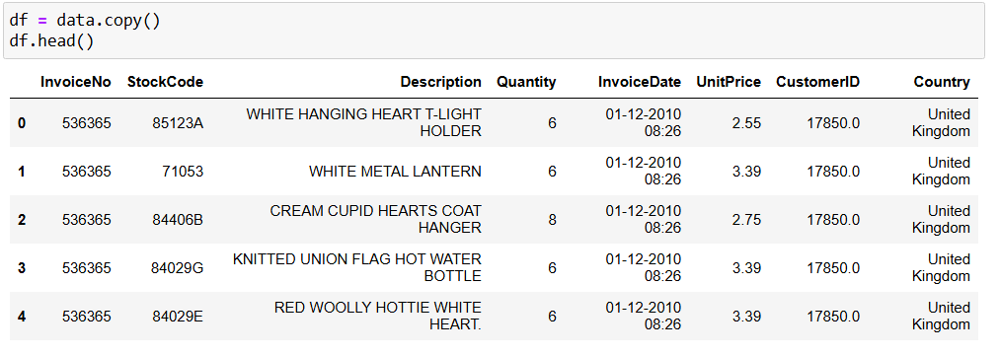 df = data.copy()
df.head()
InvoiceNo StockCode Description Quantity InvoiceDate UnitPrice CustomerID Country
0 536365 85123A WHITE HANGING HEART T-LIGHT HOLDER 6 01-12-2010 08:26 2.55 17850.0 United Kingdom
1 536365 71053 WHITE METAL LANTERN 6 01-12-2010 08:26 3.39 17850.0 United Kingdom
2 536365 84406B CREAM CUPID HEARTS COAT HANGER 8 01-12-2010 08:26 2.75 17850.0 United Kingdom
3 536365 84029G KNITTED UNION FLAG HOT WATER BOTTLE 6 01-12-2010 08:26 3.39 17850.0 United Kingdom
4 536365 84029E RED WOOLLY HOTTIE WHITE HEART. 6 01-12-2010 08:26 3.39 17850.0 United Kingdom